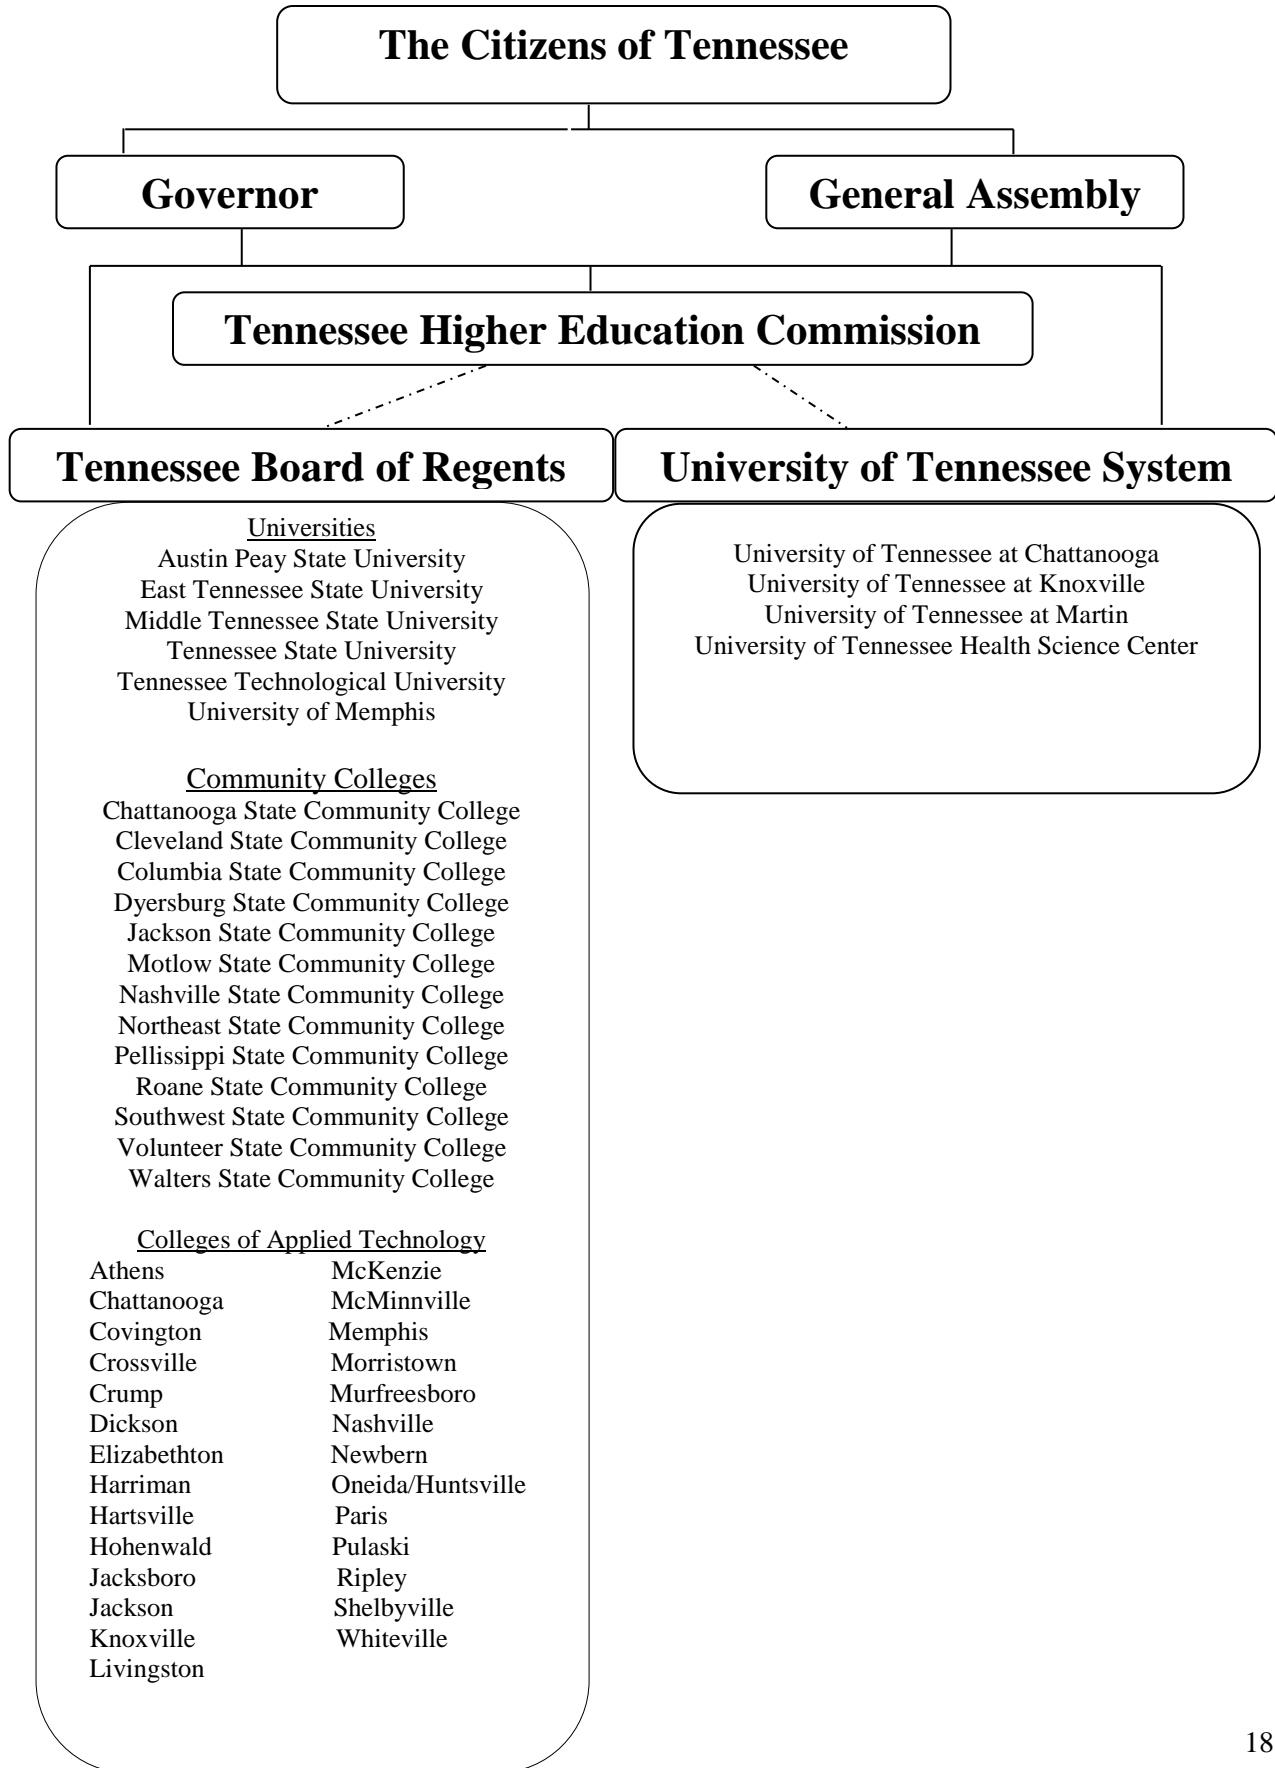 The Citizens of Tennessee
Governor
General Assembly
Tennessee Higher Education Commission
Tennessee Board of Regents
University of Tennessee System
Universities
Austin Peay State University
East Tennessee State University
Middle Tennessee State University
Tennessee State University
Tennessee Technological University
University of Memphis
Community Colleges
Chattanooga State Community College
Cleveland State Community College
Columbia State Community College
Dyersburg State Community College
Jackson State Community College
Motlow State Community College
Nashville State Community College
Northeast State Community College
Pellissippi State Community College
Roane State Community College
Southwest State Community College
Volunteer State Community College
Walters State Community College
Colleges of Applied Technology
Athens McKenzie
Chattanooga McMinnville
Covington Memphis
Crossville Morristown
Crump Murfreesboro
Dickson Nashville
Elizabethton Newbern
Harriman Oneida/Huntsville
Hartsville Paris
Hohenwald Pulaski
Jacksboro Ripley
Jackson Shelbyville
Knoxville Whiteville
Livingston
University of Tennessee at Chattanooga
University of Tennessee at Knoxville
University of Tennessee at Martin
University of Tennessee Health Science Center
18